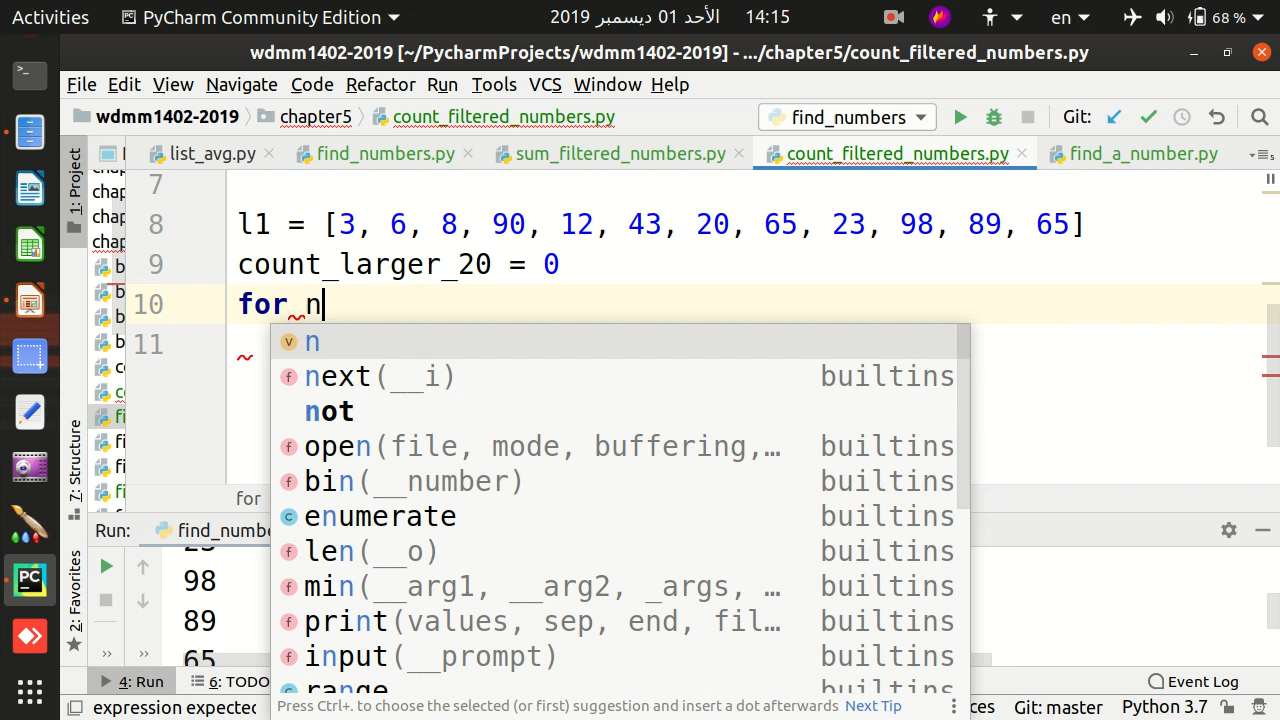 Activities
PyCharm Community Edition
الأحد 01 ديسمبر 2019
14:15
en
68 %
wdmm1402-2019 [~/PycharmProjects/wdmm1402-2019] - .../chapter5/count_filtered_numbers.py
File Edit View Navigate Code Refactor Run Tools VCS Window Help
wdmm1402-2019 chapter5 count_filtered_numbers.py
find_numbers
Git:
1: Project
list_avg.py
find_numbers.py
sum_filtered_numbers.py
count_filtered_numbers.py
find_a_number.py
7
8 l1 = [3, 6, 8, 90, 12, 43, 20, 65, 23, 98, 89, 65]
9 count_larger_20 = 0
10 for n
11
n
next(__i) builtins
not
open(file, mode, buffering,… builtins
bin(__number) builtins
enumerate builtins
len(__o) builtins
min(__arg1, __arg2, _args, … builtins
print(values, sep, end, fil… builtins
input(__prompt) builtins
range
Press Ctrl+. to choose the selected (or first) suggestion and insert a dot afterwards Next Tip
for
7: Structure
2: Favorites
Run: find_numbe
98
89
65
4: Run
6: TODO
Event Log
expression expected
Git: master
Python 3.7